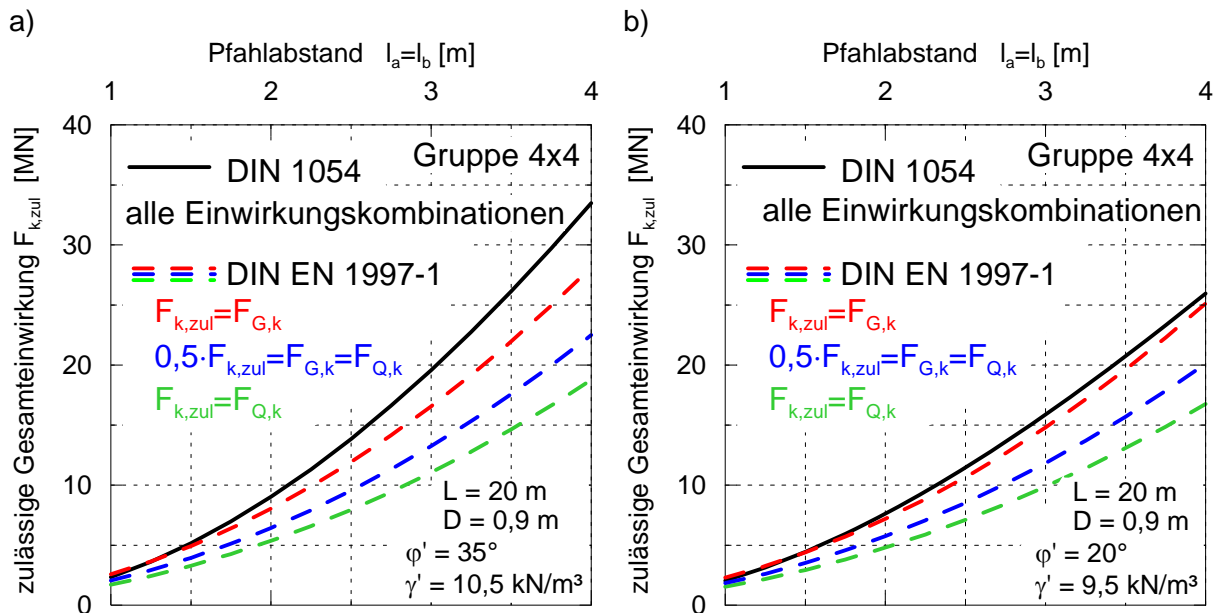 a)
Pfahlabstand l_a=l_b [m]
1 2 3 4
zulässige Gesamteinwirkung F_k,zul [MN]
40
30
20
10
0
DIN 1054
Gruppe 4x4
alle Einwirkungskombinationen
DIN EN 1997-1
F_k,zul=F_G,k
0,5·F_k,zul=F_G,k=F_Q,k
F_k,zul=F_Q,k
L = 20 m
D = 0,9 m
φ' = 35°
γ' = 10,5 kN/m³
b)
Pfahlabstand l_a=l_b [m]
1 2 3 4
zulässige Gesamteinwirkung F_k,zul [MN]
40
30
20
10
0
DIN 1054
Gruppe 4x4
alle Einwirkungskombinationen
DIN EN 1997-1
F_k,zul=F_G,k
0,5·F_k,zul=F_G,k=F_Q,k
F_k,zul=F_Q,k
L = 20 m
D = 0,9 m
φ' = 20°
γ' = 9,5 kN/m³